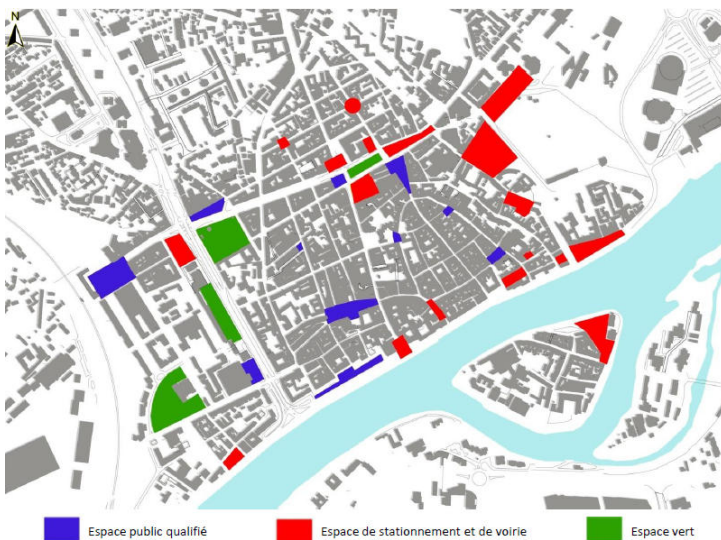 N
Espace public qualifié
Espace de stationnement et de voirie
Espace vert